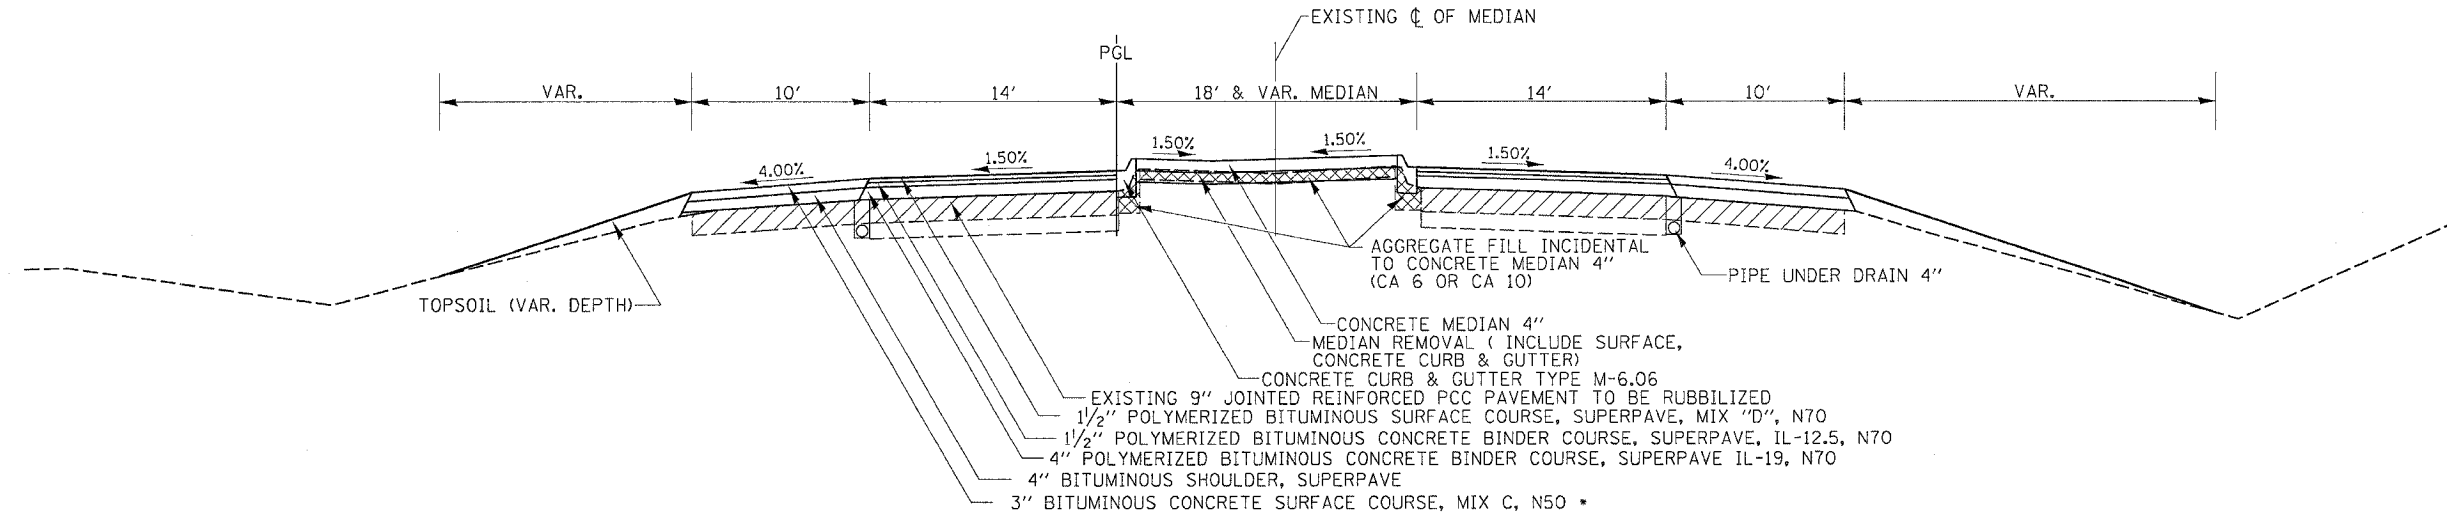 EXISTING ℄ OF MEDIAN
PGL
VAR.
10'
14'
18' & VAR. MEDIAN
14'
10'
VAR.
4.00%
1.50%
1.50%
1.50%
1.50%
4.00%
AGGREGATE FILL INCIDENTAL
TO CONCRETE MEDIAN 4"
(CA 6 OR CA 10)
PIPE UNDER DRAIN 4"
TOPSOIL (VAR. DEPTH)
CONCRETE MEDIAN 4"
MEDIAN REMOVAL ( INCLUDE SURFACE,
CONCRETE CURB & GUTTER)
CONCRETE CURB & GUTTER TYPE M-6.06
EXISTING 9" JOINTED REINFORCED PCC PAVEMENT TO BE RUBBILIZED
1 1/2" POLYMERIZED BITUMINOUS SURFACE COURSE, SUPERPAVE, MIX "D", N70
1 1/2" POLYMERIZED BITUMINOUS CONCRETE BINDER COURSE, SUPERPAVE, IL-12.5, N70
4" POLYMERIZED BITUMINOUS CONCRETE BINDER COURSE, SUPERPAVE IL-19, N70
4" BITUMINOUS SHOULDER, SUPERPAVE
3" BITUMINOUS CONCRETE SURFACE COURSE, MIX C, N50 *